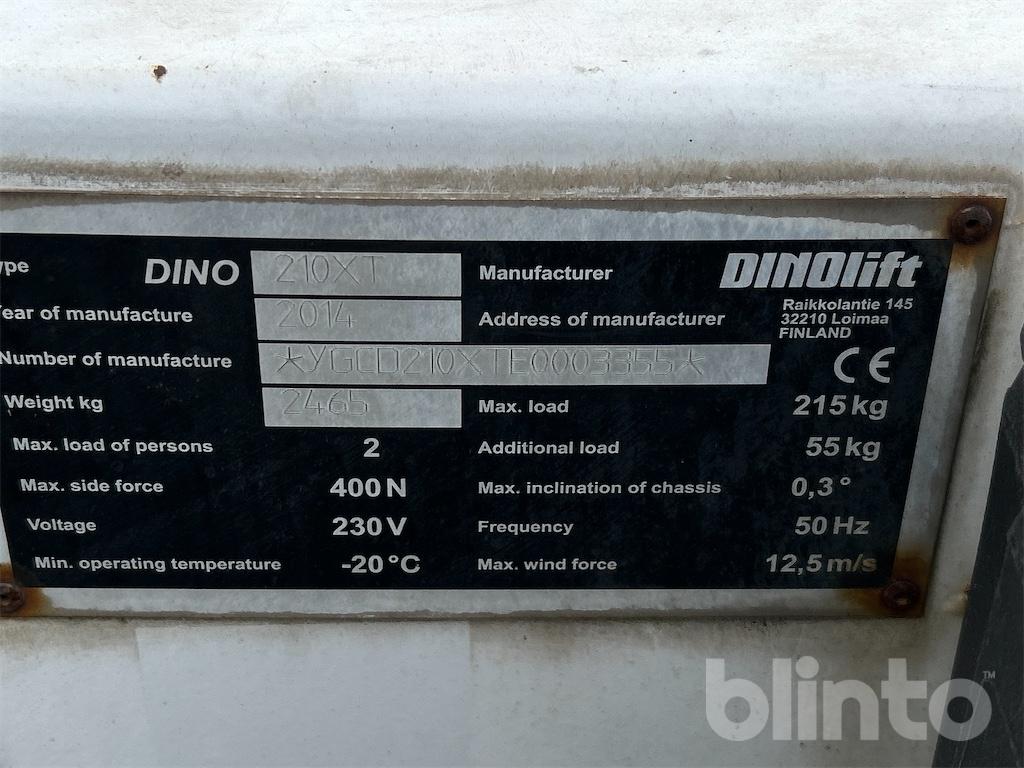 ype DINO 210XT Manufacturer DINOlift
Year of manufacture 2014 Address of manufacturer Raikkolantie 145
32210 Loimaa
FINLAND
Number of manufacture *YGCD210XTE0003355* CE
Weight kg 2465 Max. load 215 kg
Max. load of persons 2 Additional load 55 kg
Max. side force 400 N Max. inclination of chassis 0,3°
Voltage 230 V Frequency 50 Hz
Min. operating temperature -20 °C Max. wind force 12,5 m/s
blinto™